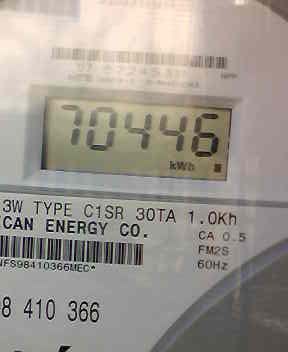 70446
kWh
3W TYPE C1SR 30TA 1.0Kh
CAN ENERGY CO.
CA 0.5
FM2S
60Hz
NFS98410366MEC*
8 410 366